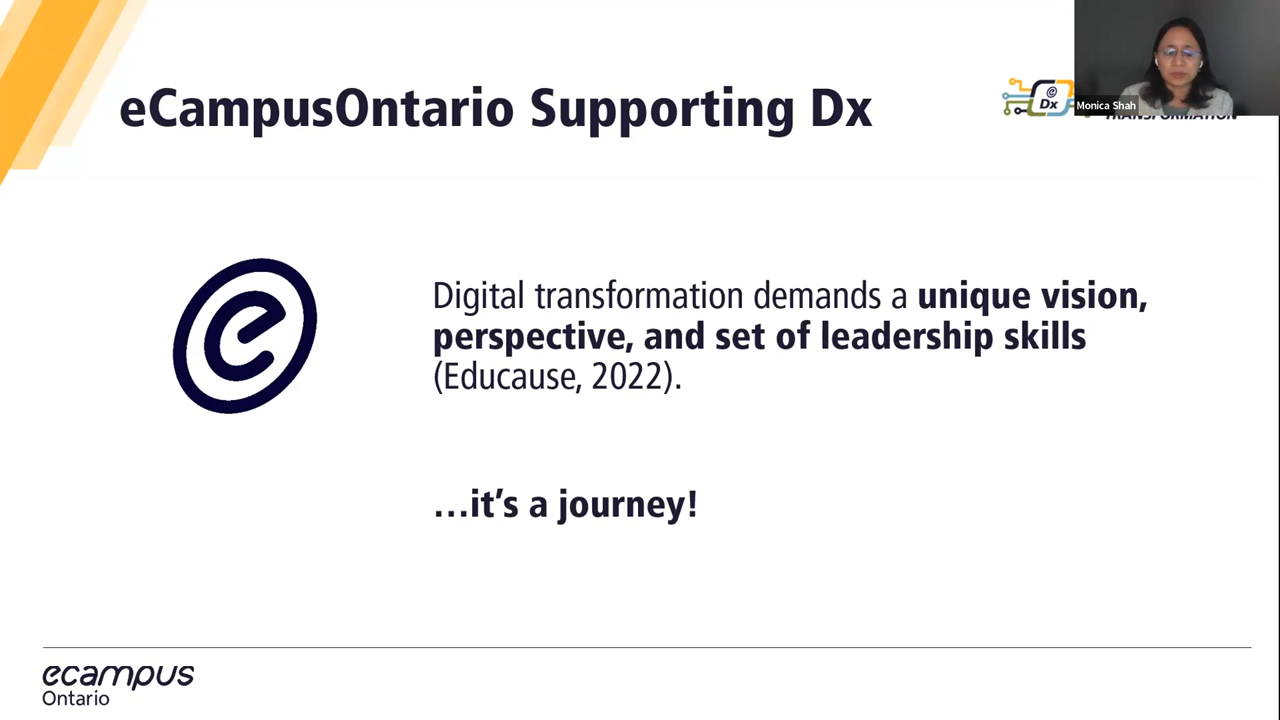 eCampusOntario Supporting Dx
@
Dx
Monica Shah
TRANSFORMATION
e
Digital transformation demands a unique vision,
perspective, and set of leadership skills
(Educause, 2022).
…it’s a journey!
ecampus
Ontario